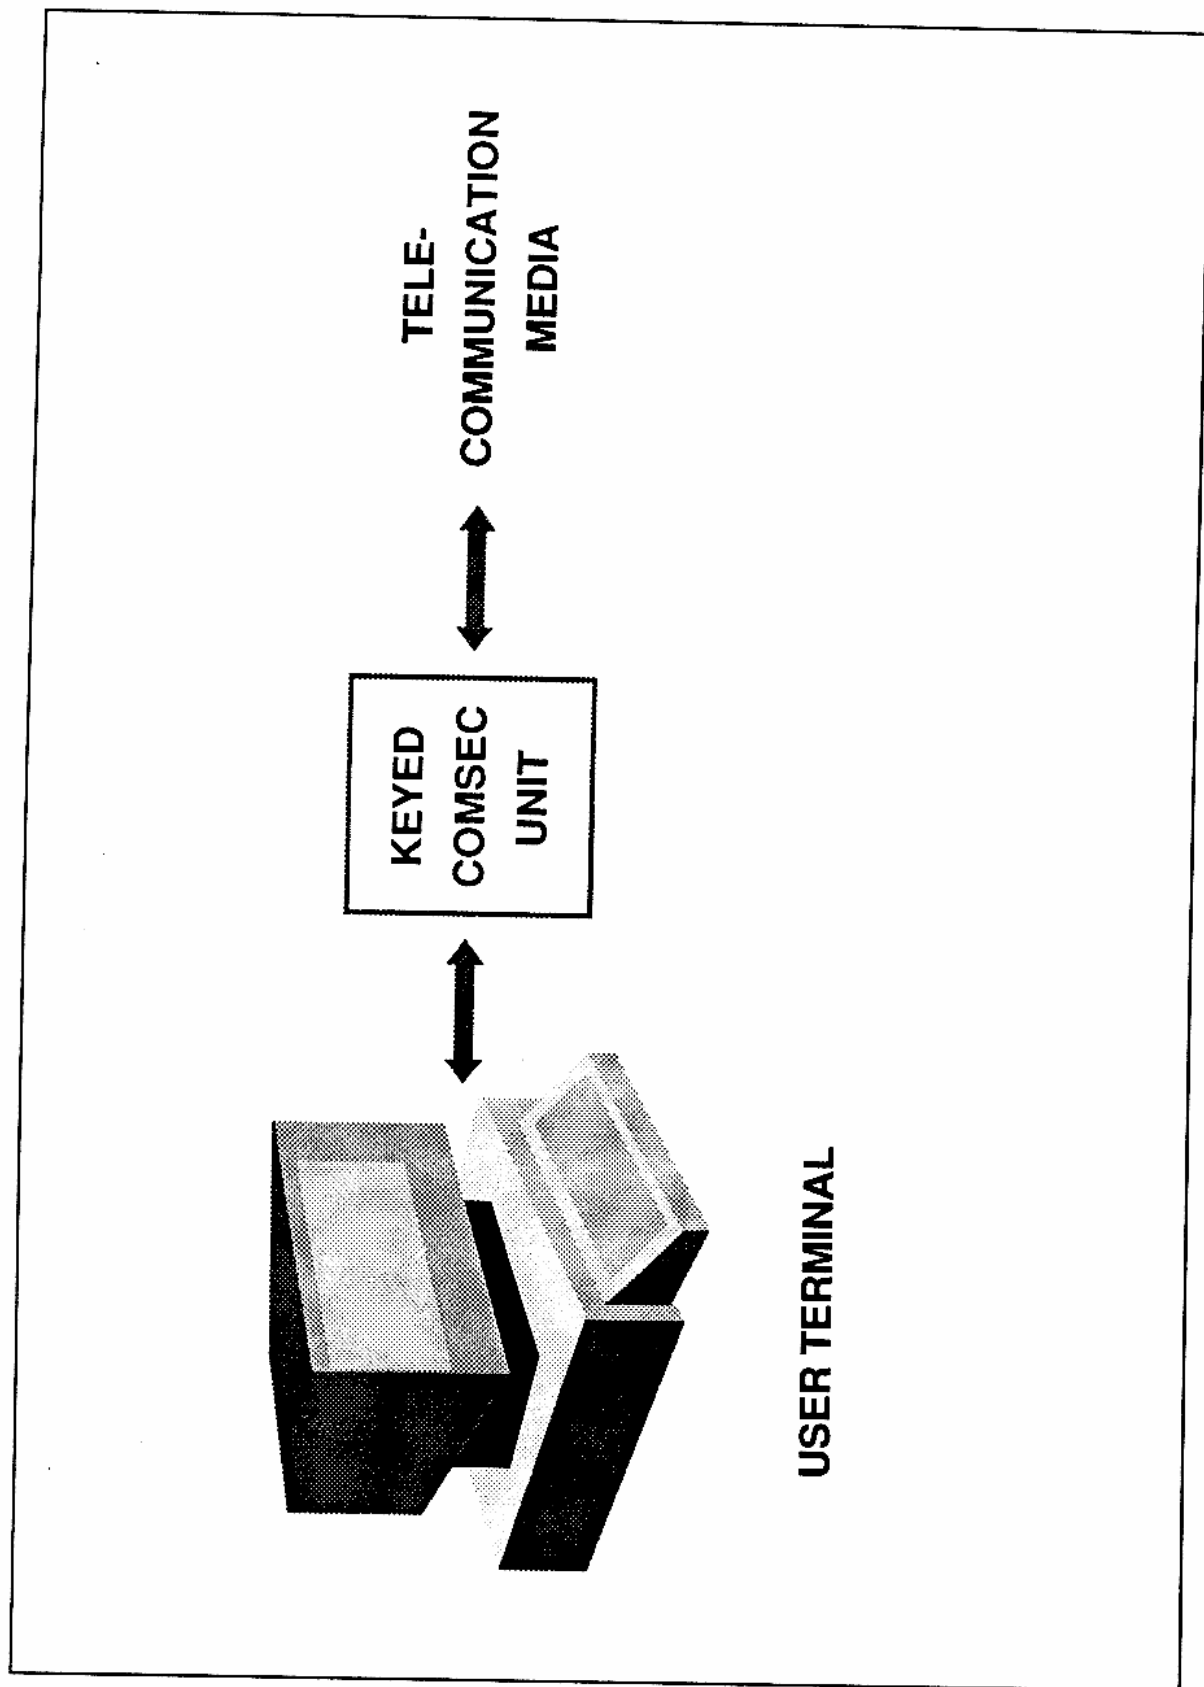 TELE-
COMMUNICATION
MEDIA
KEYED
COMSEC
UNIT
USER TERMINAL